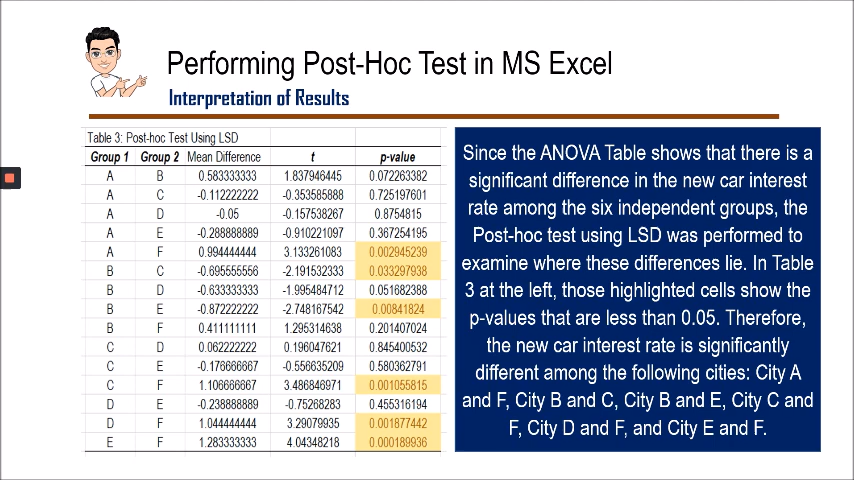 Performing Post-Hoc Test in MS Excel
Interpretation of Results
Table 3: Post-hoc Test Using LSD
Group 1 Group 2 Mean Difference t p-value
A B 0.583333333 1.837946445 0.072263382
A C -0.112222222 -0.353585888 0.725197601
A D -0.05 -0.157538267 0.8754815
A E -0.288888889 -0.910221097 0.367254195
A F 0.994444444 3.133261083 0.002945239
B C -0.695555556 -2.191532333 0.033297938
B D -0.633333333 -1.995484712 0.051682388
B E -0.872222222 -2.748167542 0.00841824
B F 0.411111111 1.295314638 0.201407024
C D 0.062222222 0.196047621 0.845400532
C E -0.176666667 -0.556635209 0.580362791
C F 1.106666667 3.486846971 0.001055815
D E -0.238888889 -0.75268283 0.455316194
D F 1.044444444 3.29079935 0.001877442
E F 1.283333333 4.04348218 0.000189936
Since the ANOVA Table shows that there is a
significant difference in the new car interest
rate among the six independent groups, the
Post-hoc test using LSD was performed to
examine where these differences lie. In Table
3 at the left, those highlighted cells show the
p-values that are less than 0.05. Therefore,
the new car interest rate is significantly
different among the following cities: City A
and F, City B and C, City B and E, City C and
F, City D and F, and City E and F.